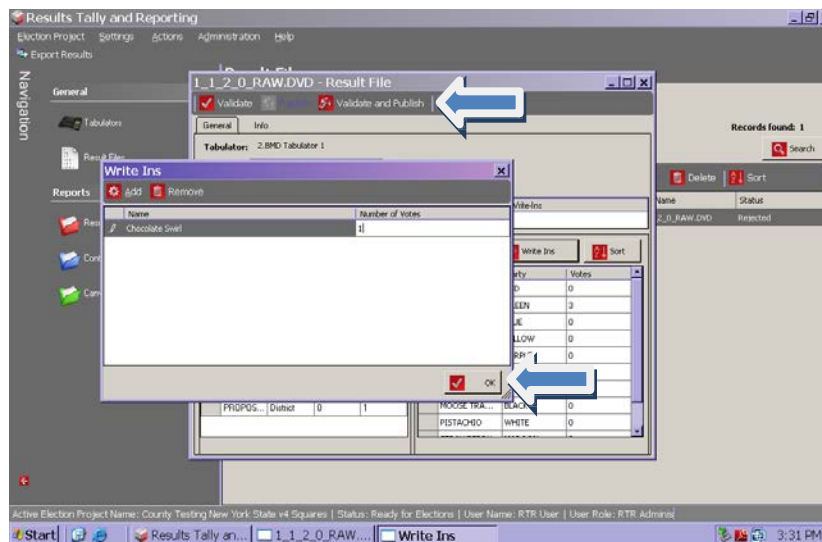 Results Tally and Reporting
Election Project Settings Actions Administration Help
Export Results
Navigation
General
Tabulators
Result Files
Reports
Records found: 1
Search
Delete Sort
Name Status
2_0_RAW.DVD Rejected
1_1_2_0_RAW.DVD - Result File
Validate Publish Validate and Publish
General Info
Tabulator: 2.BMD Tabulator 1
Write-Ins
Write Ins Sort
Votes
0
3
0
0
0
PROPOS... District 0 1
MOOSE TRA... 0
PISTACHIO WHITE 0
Write Ins
Add Remove
Name Number of Votes
Chocolate Swirl 1
OK
Active Election Project Name: County Testing New York State v4 Squares | Status: Ready for Elections | User Name: RTR User | User Role: RTR Adminis
Start Results Tally an... 1_1_2_0_RAW.... Write Ins 3:31 PM